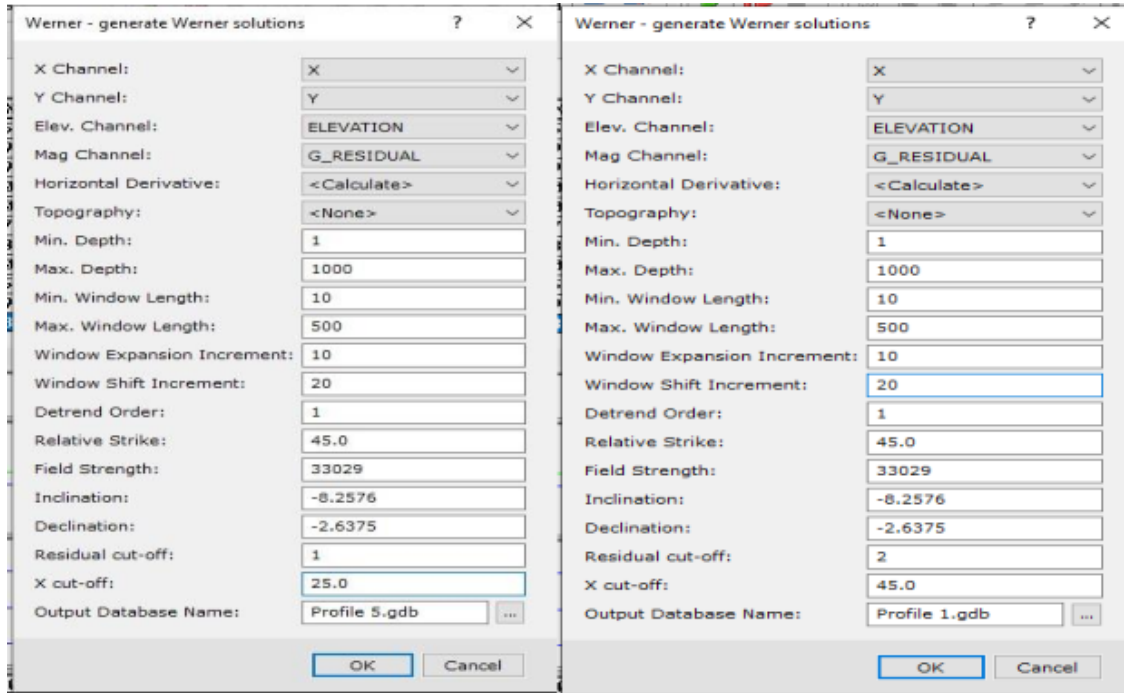 Werner - generate Werner solutions ? ×
X Channel: X
Y Channel: Y
Elev. Channel: ELEVATION
Mag Channel: G_RESIDUAL
Horizontal Derivative: <Calculate>
Topography: <None>
Min. Depth: 1
Max. Depth: 1000
Min. Window Length: 10
Max. Window Length: 500
Window Expansion Increment: 10
Window Shift Increment: 20
Detrend Order: 1
Relative Strike: 45.0
Field Strength: 33029
Inclination: -8.2576
Declination: -2.6375
Residual cut-off: 1
X cut-off: 25.0
Output Database Name: Profile 5.gdb ...
OK Cancel
Werner - generate Werner solutions ? ×
X Channel: X
Y Channel: Y
Elev. Channel: ELEVATION
Mag Channel: G_RESIDUAL
Horizontal Derivative: <Calculate>
Topography: <None>
Min. Depth: 1
Max. Depth: 1000
Min. Window Length: 10
Max. Window Length: 500
Window Expansion Increment: 10
Window Shift Increment: 20
Detrend Order: 1
Relative Strike: 45.0
Field Strength: 33029
Inclination: -8.2576
Declination: -2.6375
Residual cut-off: 2
X cut-off: 45.0
Output Database Name: Profile 1.gdb ...
OK Cancel